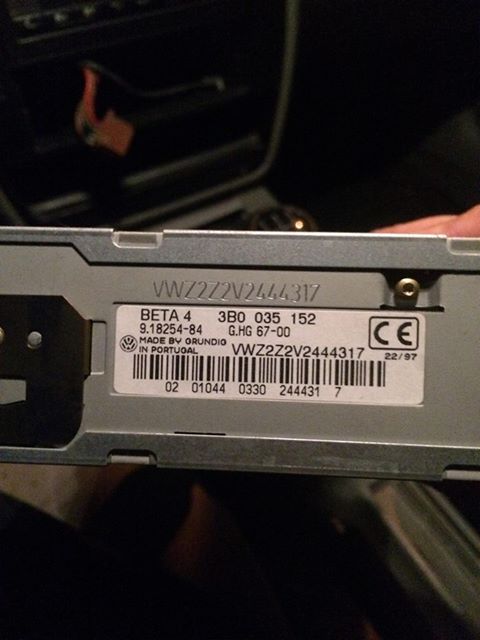 VWZ2Z2V2444317
BETA 4 3B0 035 152
9.18254-84 G.HG 67-00
MADE BY GRUNDIG
IN PORTUGAL VWZ2Z2V2444317
CE
22/97
02 01044 0330 244431 7